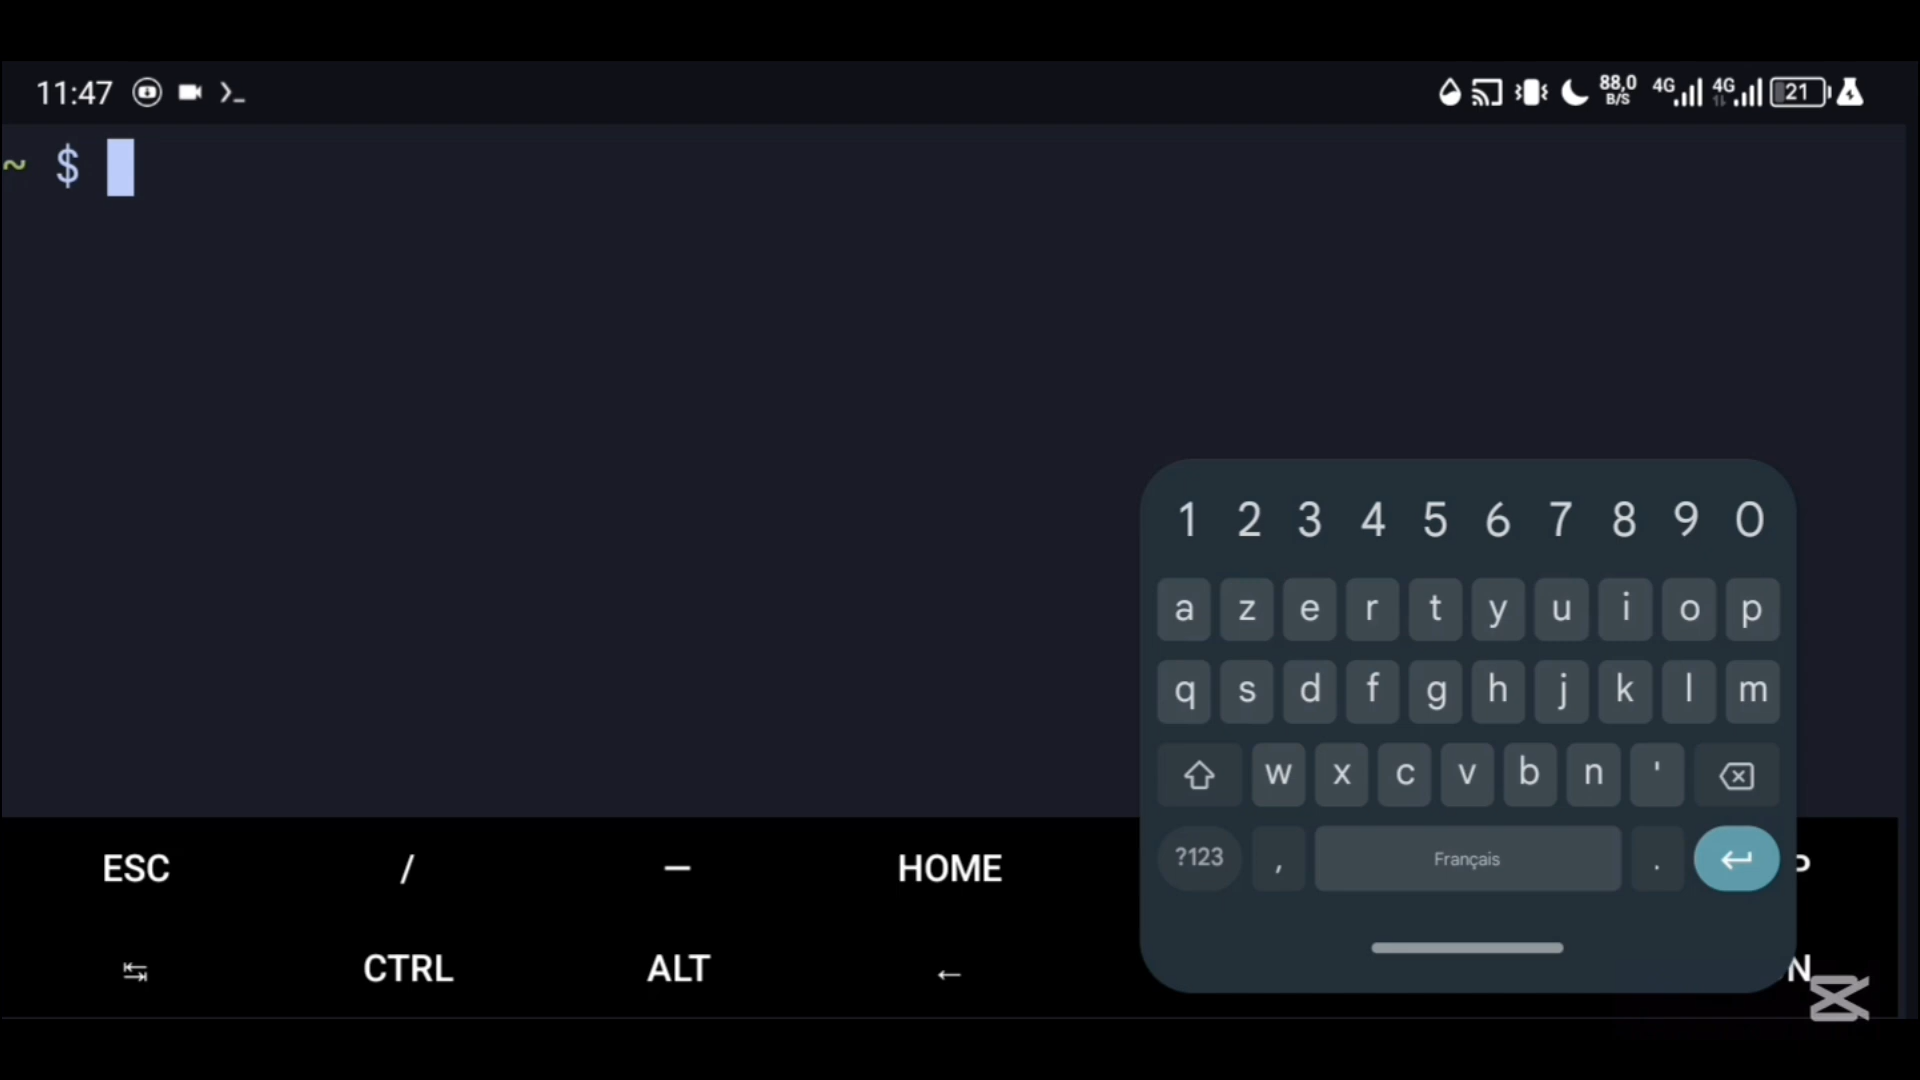 11:47 88,0 B/S 4G 4G 21
~ $
1 2 3 4 5 6 7 8 9 0
a z e r t y u i o p
q s d f g h j k l m
w x c v b n '
?123 , Français .
ESC / — HOME P
↹ CTRL ALT ← N